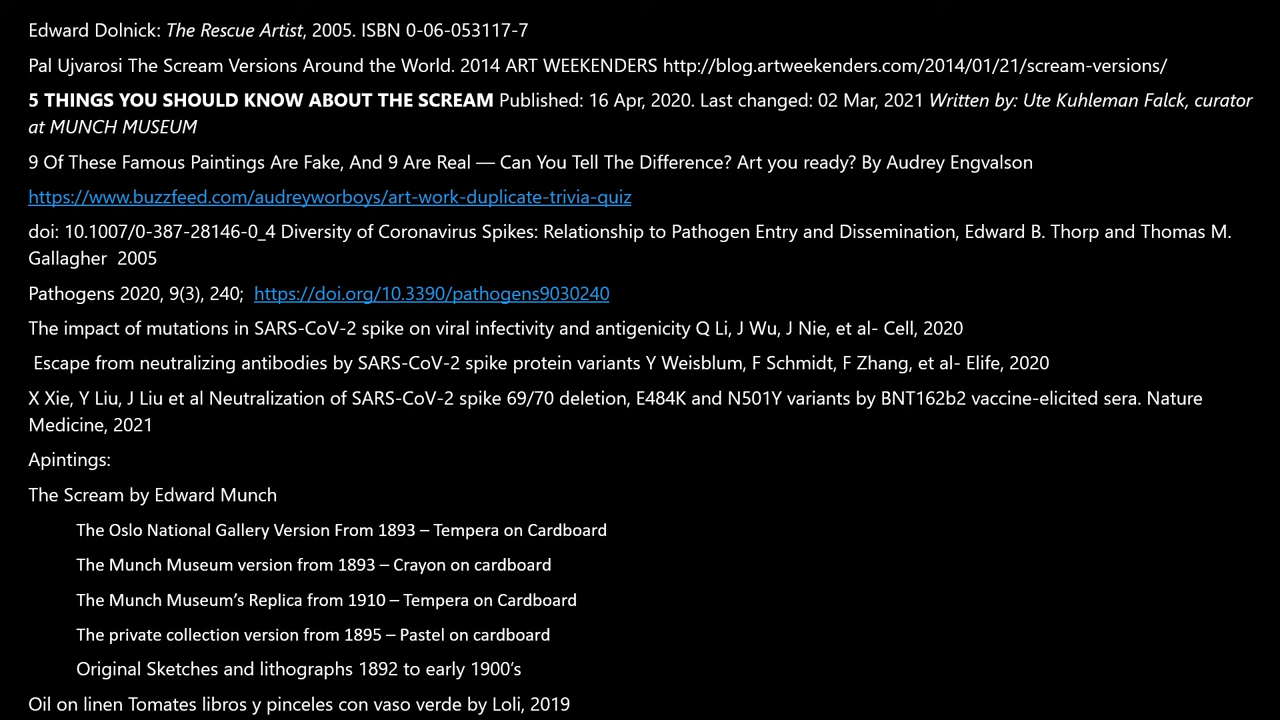 Edward Dolnick: The Rescue Artist, 2005. ISBN 0-06-053117-7
Pal Ujvarosi The Scream Versions Around the World. 2014 ART WEEKENDERS http://blog.artweekenders.com/2014/01/21/scream-versions/
5 THINGS YOU SHOULD KNOW ABOUT THE SCREAM Published: 16 Apr, 2020. Last changed: 02 Mar, 2021 Written by: Ute Kuhleman Falck, curator
at MUNCH MUSEUM
9 Of These Famous Paintings Are Fake, And 9 Are Real — Can You Tell The Difference? Art you ready? By Audrey Engvalson
https://www.buzzfeed.com/audreyworboys/art-work-duplicate-trivia-quiz
doi: 10.1007/0-387-28146-0_4 Diversity of Coronavirus Spikes: Relationship to Pathogen Entry and Dissemination, Edward B. Thorp and Thomas M.
Gallagher  2005
Pathogens 2020, 9(3), 240;  https://doi.org/10.3390/pathogens9030240
The impact of mutations in SARS-CoV-2 spike on viral infectivity and antigenicity Q Li, J Wu, J Nie, et al- Cell, 2020
Escape from neutralizing antibodies by SARS-CoV-2 spike protein variants Y Weisblum, F Schmidt, F Zhang, et al- Elife, 2020
X Xie, Y Liu, J Liu et al Neutralization of SARS-CoV-2 spike 69/70 deletion, E484K and N501Y variants by BNT162b2 vaccine-elicited sera. Nature
Medicine, 2021
Apintings:
The Scream by Edward Munch
The Oslo National Gallery Version From 1893 – Tempera on Cardboard
The Munch Museum version from 1893 – Crayon on cardboard
The Munch Museum’s Replica from 1910 – Tempera on Cardboard
The private collection version from 1895 – Pastel on cardboard
Original Sketches and lithographs 1892 to early 1900’s
Oil on linen Tomates libros y pinceles con vaso verde by Loli, 2019